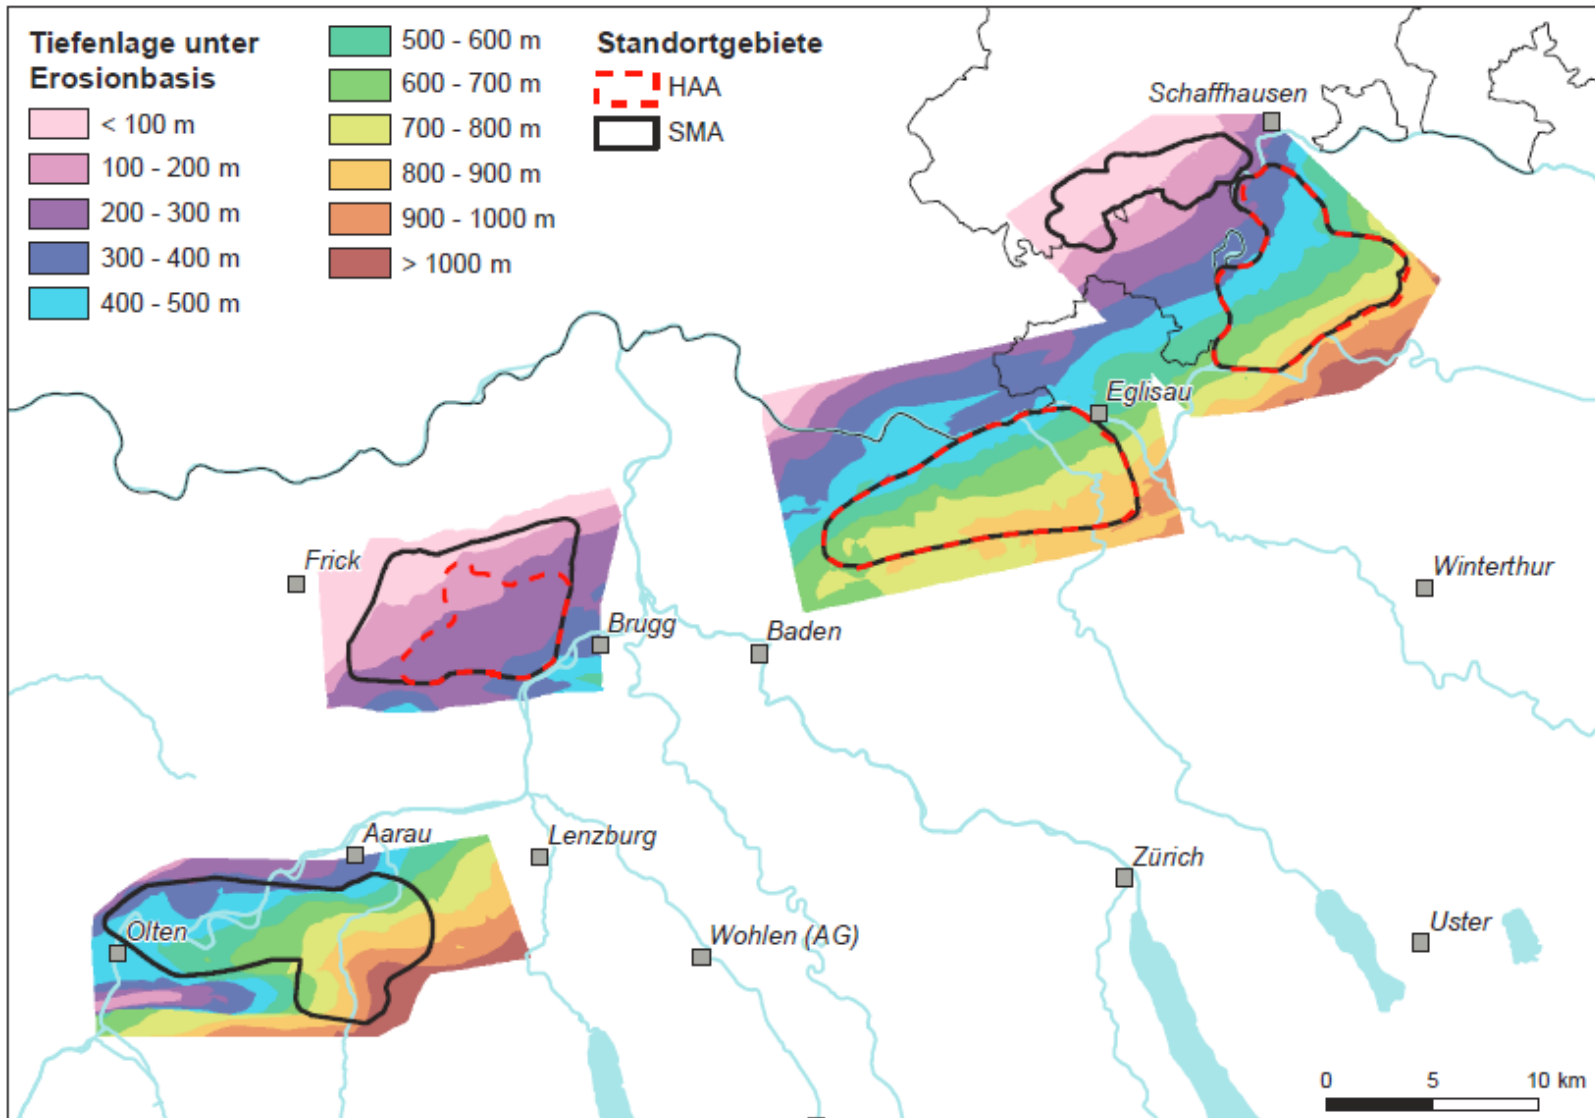 Tiefenlage unter
Erosionbasis
< 100 m
100 - 200 m
200 - 300 m
300 - 400 m
400 - 500 m
500 - 600 m
600 - 700 m
700 - 800 m
800 - 900 m
900 - 1000 m
> 1000 m
Standortgebiete
HAA
SMA
Schaffhausen
Eglisau
Frick
Winterthur
Brugg
Baden
Aarau
Lenzburg
Zürich
Olten
Wohlen (AG)
Uster
0 5 10 km